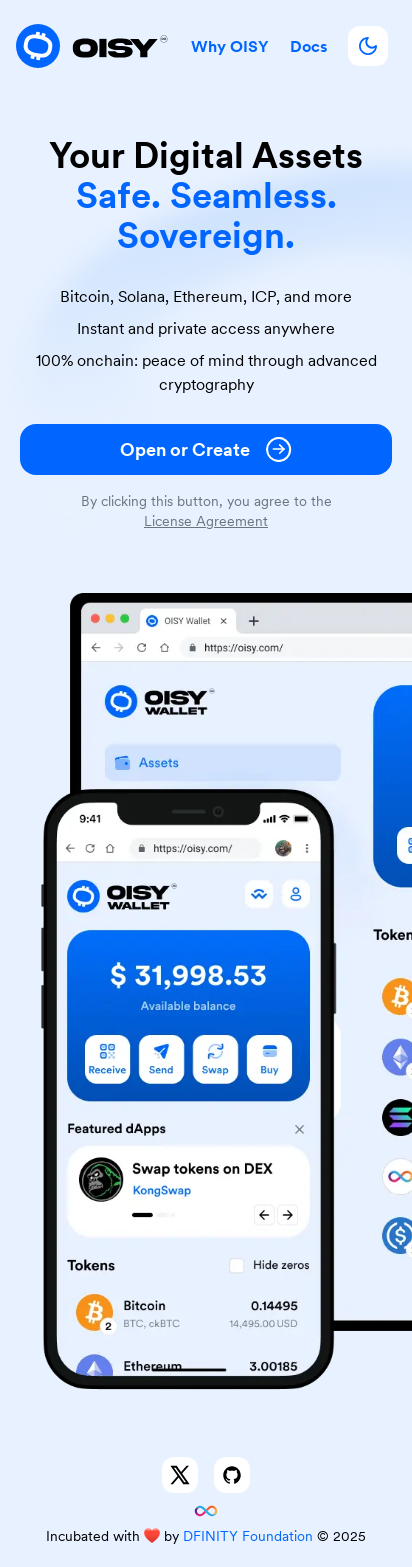 OISY
Why OISY
Docs
Your Digital Assets
Safe. Seamless.
Sovereign.
Bitcoin, Solana, Ethereum, ICP, and more
Instant and private access anywhere
100% onchain: peace of mind through advanced
cryptography
Open or Create
By clicking this button, you agree to the
License Agreement
OISY Wallet
https://oisy.com/
OISY
WALLET
Assets
9:41
https://oisy.com/
OISY
WALLET
$ 31,998.53
Available balance
Receive
Send
Swap
Buy
Featured dApps
Swap tokens on DEX
KongSwap
Tokens
Hide zeros
Bitcoin
0.14495
BTC, ckBTC
14,495.00 USD
2
Ethereum
3.00185
Incubated with ❤️ by DFINITY Foundation © 2025